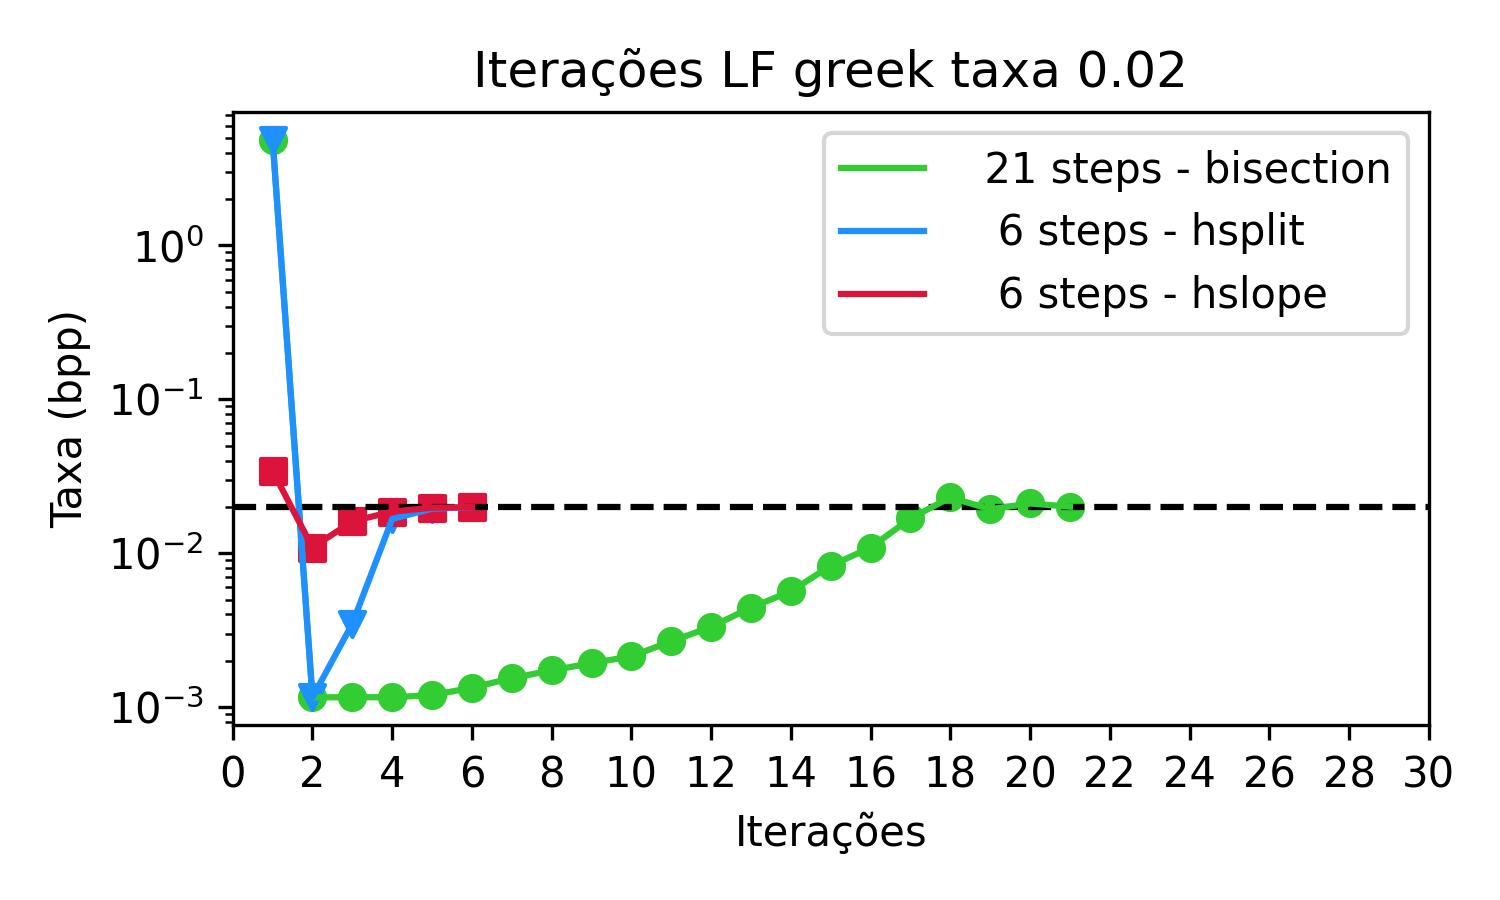 Iterações LF greek taxa 0.02
21 steps - bisection
6 steps - hsplit
6 steps - hslope
Taxa (bpp)
10⁰
10⁻¹
10⁻²
10⁻³
0 2 4 6 8 10 12 14 16 18 20 22 24 26 28 30
Iterações